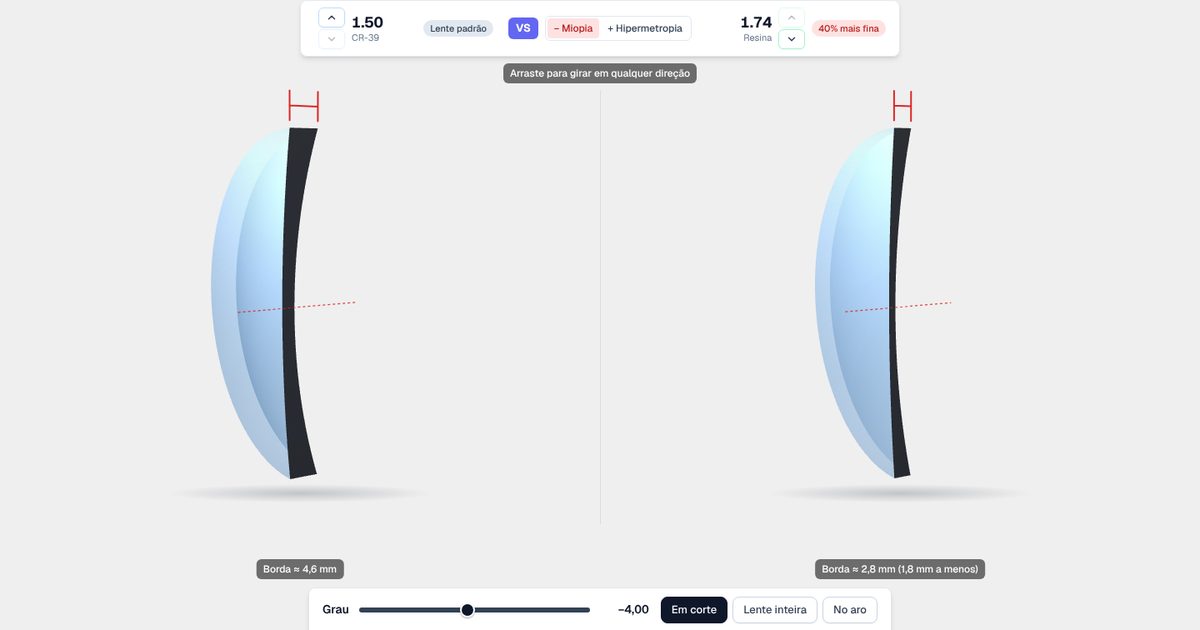 1.50
CR-39
Lente padrão
VS
− Miopia
+ Hipermetropia
1.74
Resina
40% mais fina
Arraste para girar em qualquer direção
Borda ≈ 4,6 mm
Borda ≈ 2,8 mm (1,8 mm a menos)
Grau
−4,00
Em corte
Lente inteira
No aro